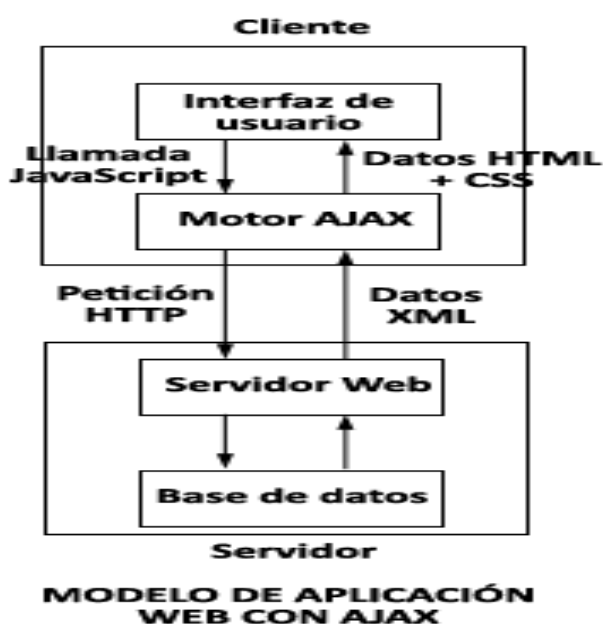 Cliente
Interfaz de
usuario
Llamada
JavaScript
Datos HTML
+ CSS
Motor AJAX
Petición
HTTP
Datos
XML
Servidor Web
Base de datos
Servidor
MODELO DE APLICACIÓN
WEB CON AJAX